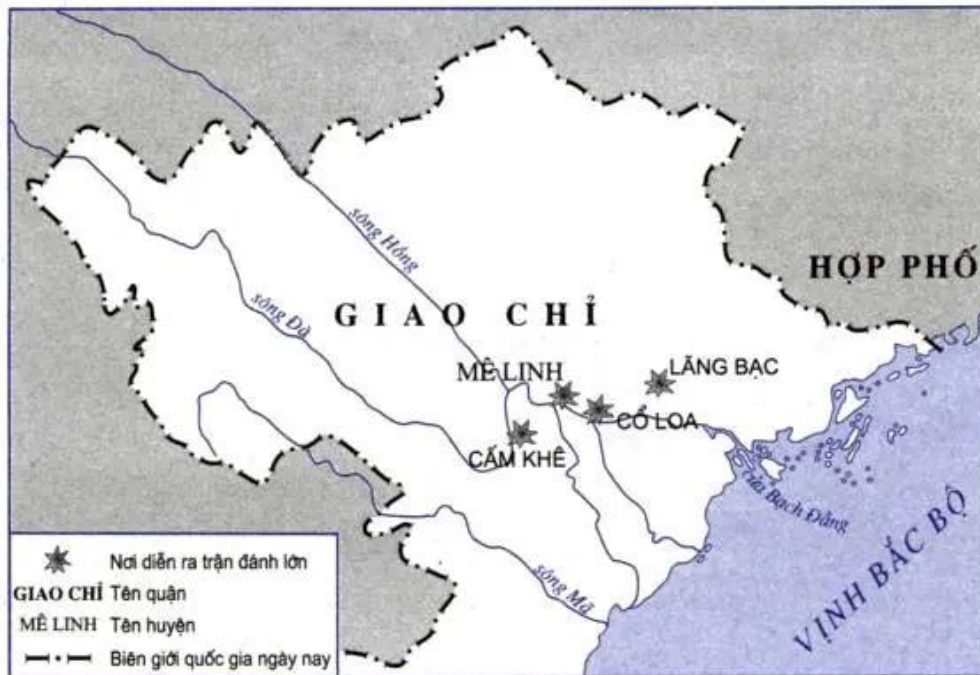 sông Hồng
sông Đà
GIAO CHỈ
HỢP PHỐ
MÊ LINH
LÃNG BẠC
CỔ LOA
CẤM KHÊ
cửa Bạch Đằng
VỊNH BẮC BỘ
sông Mã
Nơi diễn ra trận đánh lớn
GIAO CHỈ Tên quận
MÊ LINH Tên huyện
Biên giới quốc gia ngày nay